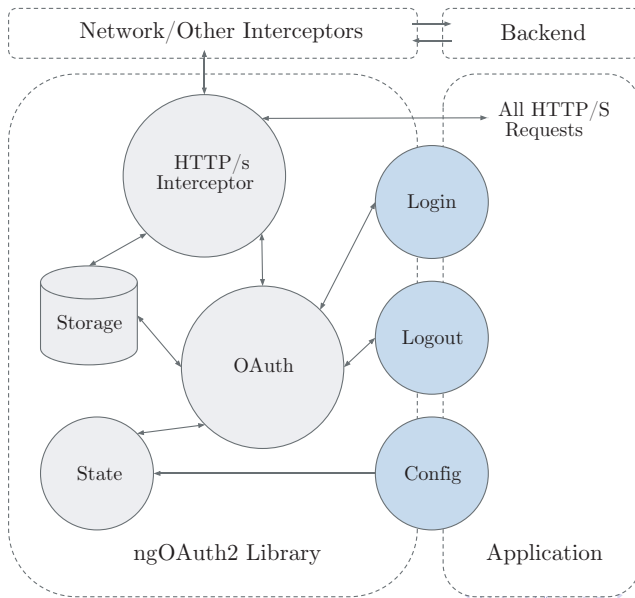 Network/Other Interceptors
Backend
All HTTP/S
Requests
HTTP/s
Interceptor
Login
Storage
Logout
OAuth
State
Config
ngOAuth2 Library
Application